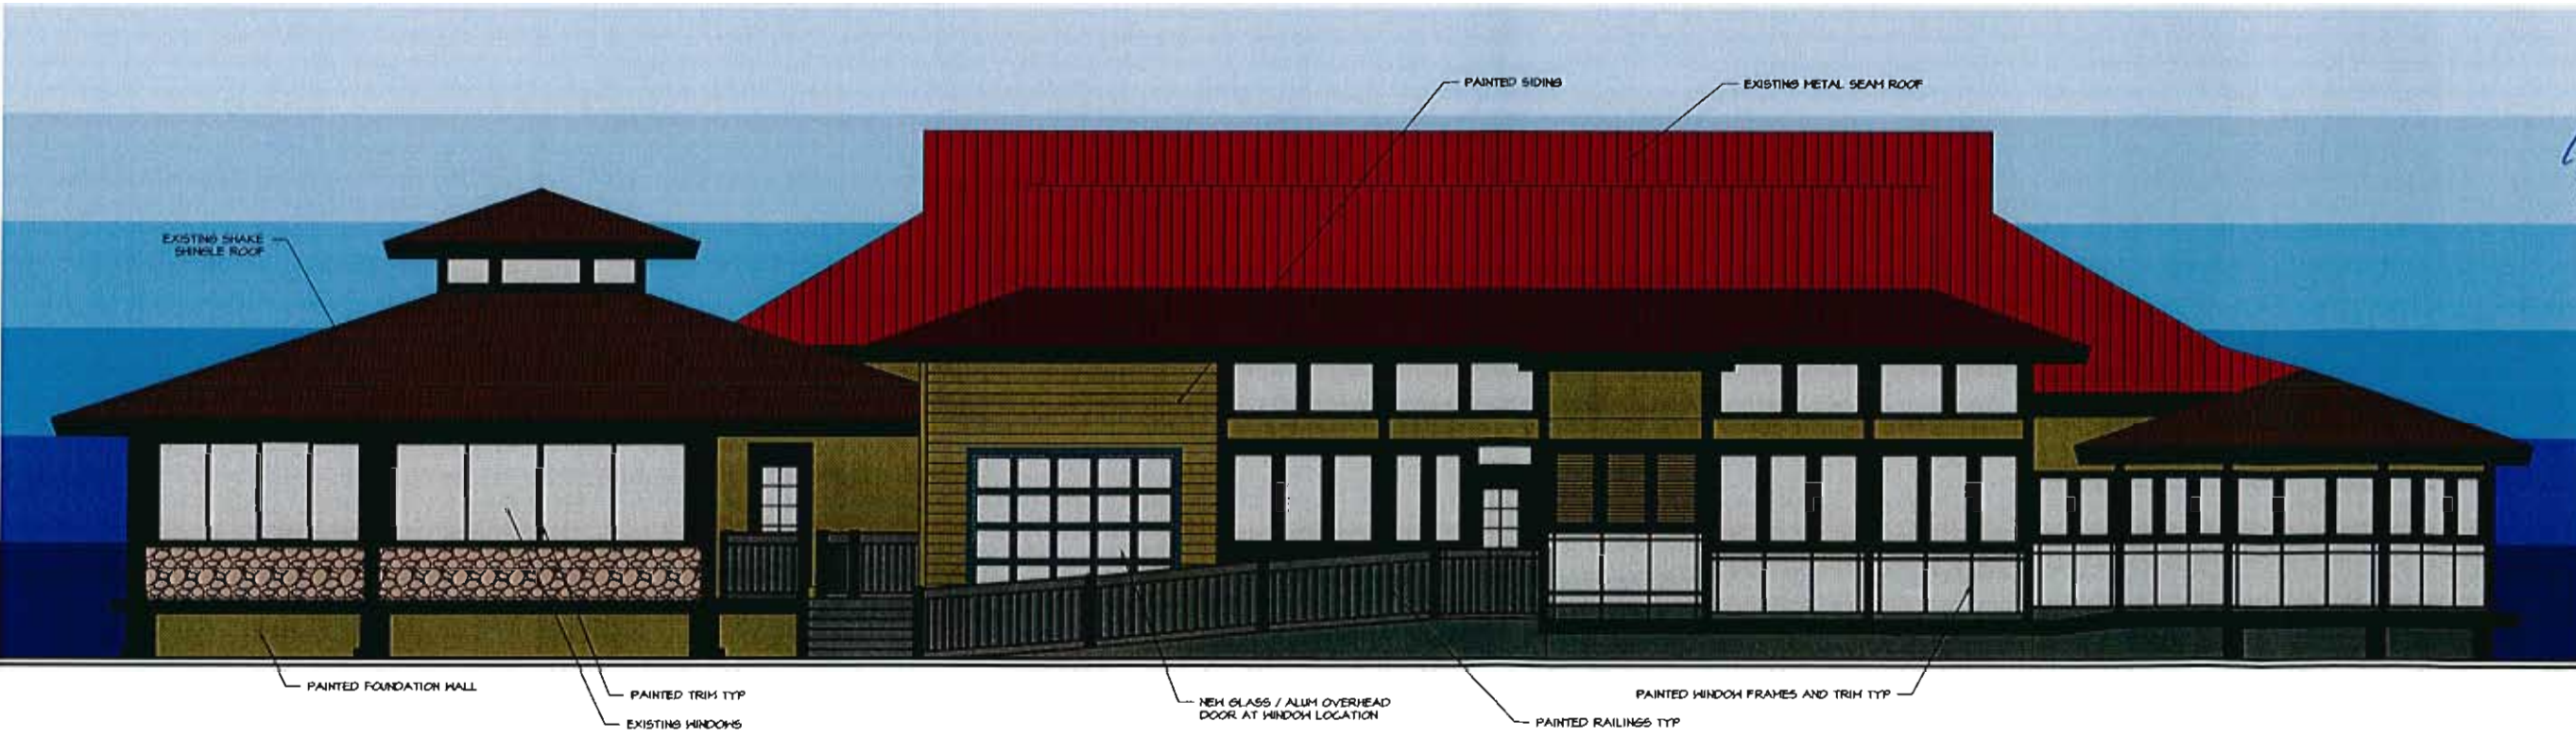 PAINTED SIDING
EXISTING METAL SEAM ROOF
EXISTING SHAKE
SHINGLE ROOF
PAINTED FOUNDATION WALL
PAINTED TRIM TYP
EXISTING WINDOWS
NEW GLASS / ALUM OVERHEAD
DOOR AT WINDOW LOCATION
PAINTED WINDOW FRAMES AND TRIM TYP
PAINTED RAILINGS TYP